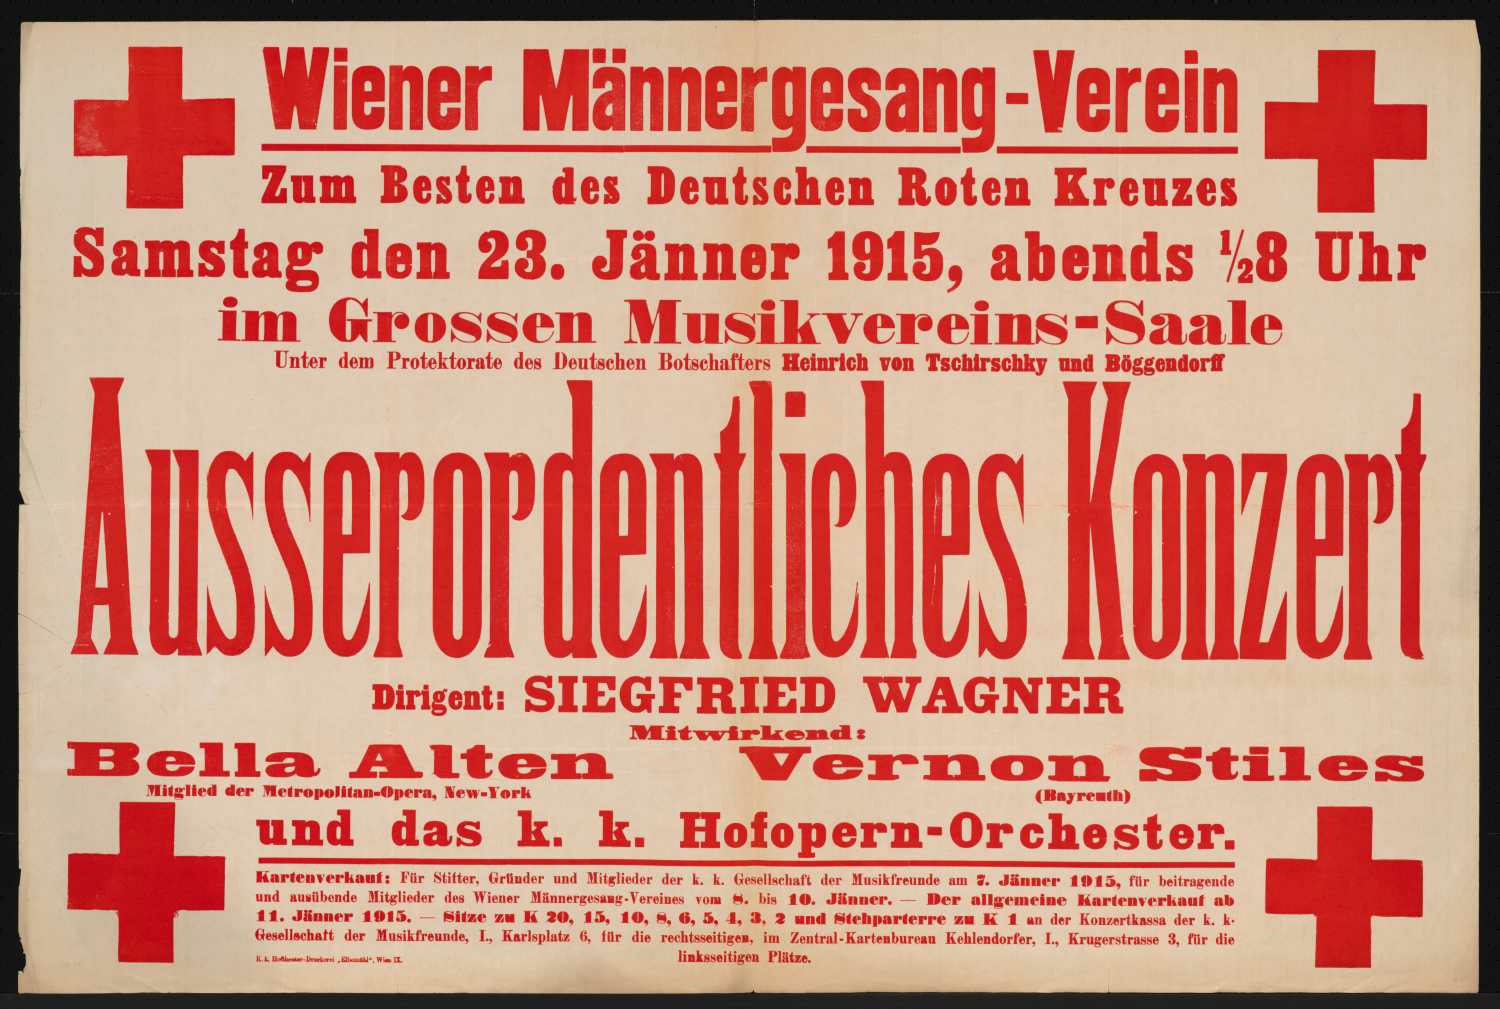 Wiener Männergesang-Verein
Zum Besten des Deutschen Roten Kreuzes
Samstag den 23. Jänner 1915, abends ½8 Uhr
im Grossen Musikvereins-Saale
Unter dem Protektorate des Deutschen Botschafters Heinrich von Tschirschky und Böggendorff
Ausserordentliches Konzert
Dirigent: SIEGFRIED WAGNER
Mitwirkend:
Bella Alten Vernon Stiles
Mitglied der Metropolitan-Opera, New-York (Bayreuth)
und das k. k. Hofopern-Orchester.
Kartenverkauf: Für Stifter, Gründer und Mitglieder der k. k. Gesellschaft der Musikfreunde am 7. Jänner 1915, für beitragende
und ausübende Mitglieder des Wiener Männergesang-Vereines vom 8. bis 10. Jänner. — Der allgemeine Kartenverkauf ab
11. Jänner 1915. — Sitze zu K 20, 15, 10, 8, 6, 5, 4, 3, 2 und Stehparterre zu K 1 an der Konzertkassa der k. k.
Gesellschaft der Musikfreunde, I., Karlsplatz 6, für die rechtsseitigen, im Zentral-Kartenbureau Kehlendorfer, I., Krugerstrasse 3, für die
linksseitigen Plätze.
K. k. Hoftheater-Druckerei „Elbemühl“, Wien IX.